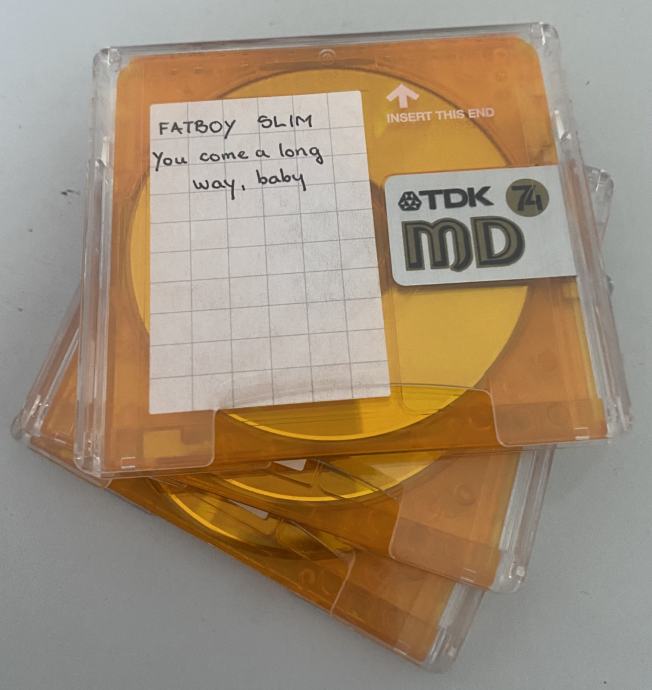 FATBOY SLIM
You come a long
way, baby
INSERT THIS END
TDK 74
MD